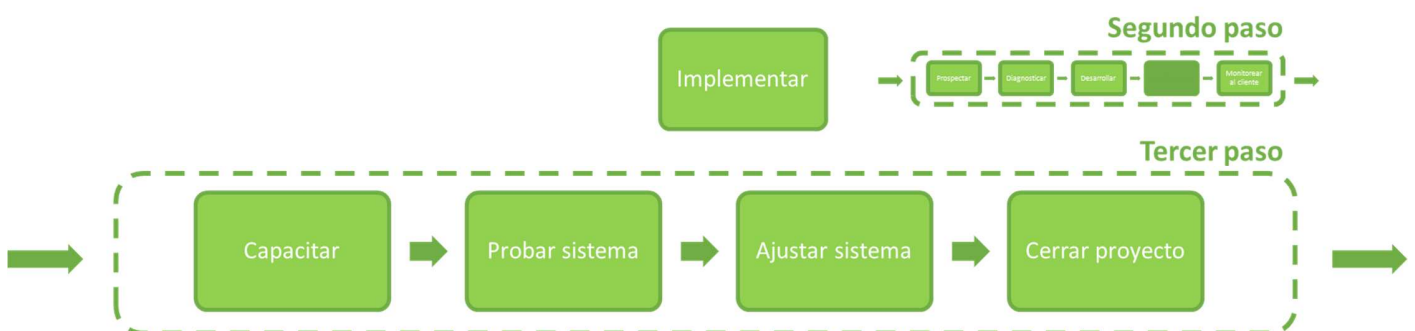 Segundo paso
Implementar
Prospectar
Diagnosticar
Desarrollar
Monitorear
al cliente
Tercer paso
Capacitar
Probar sistema
Ajustar sistema
Cerrar proyecto